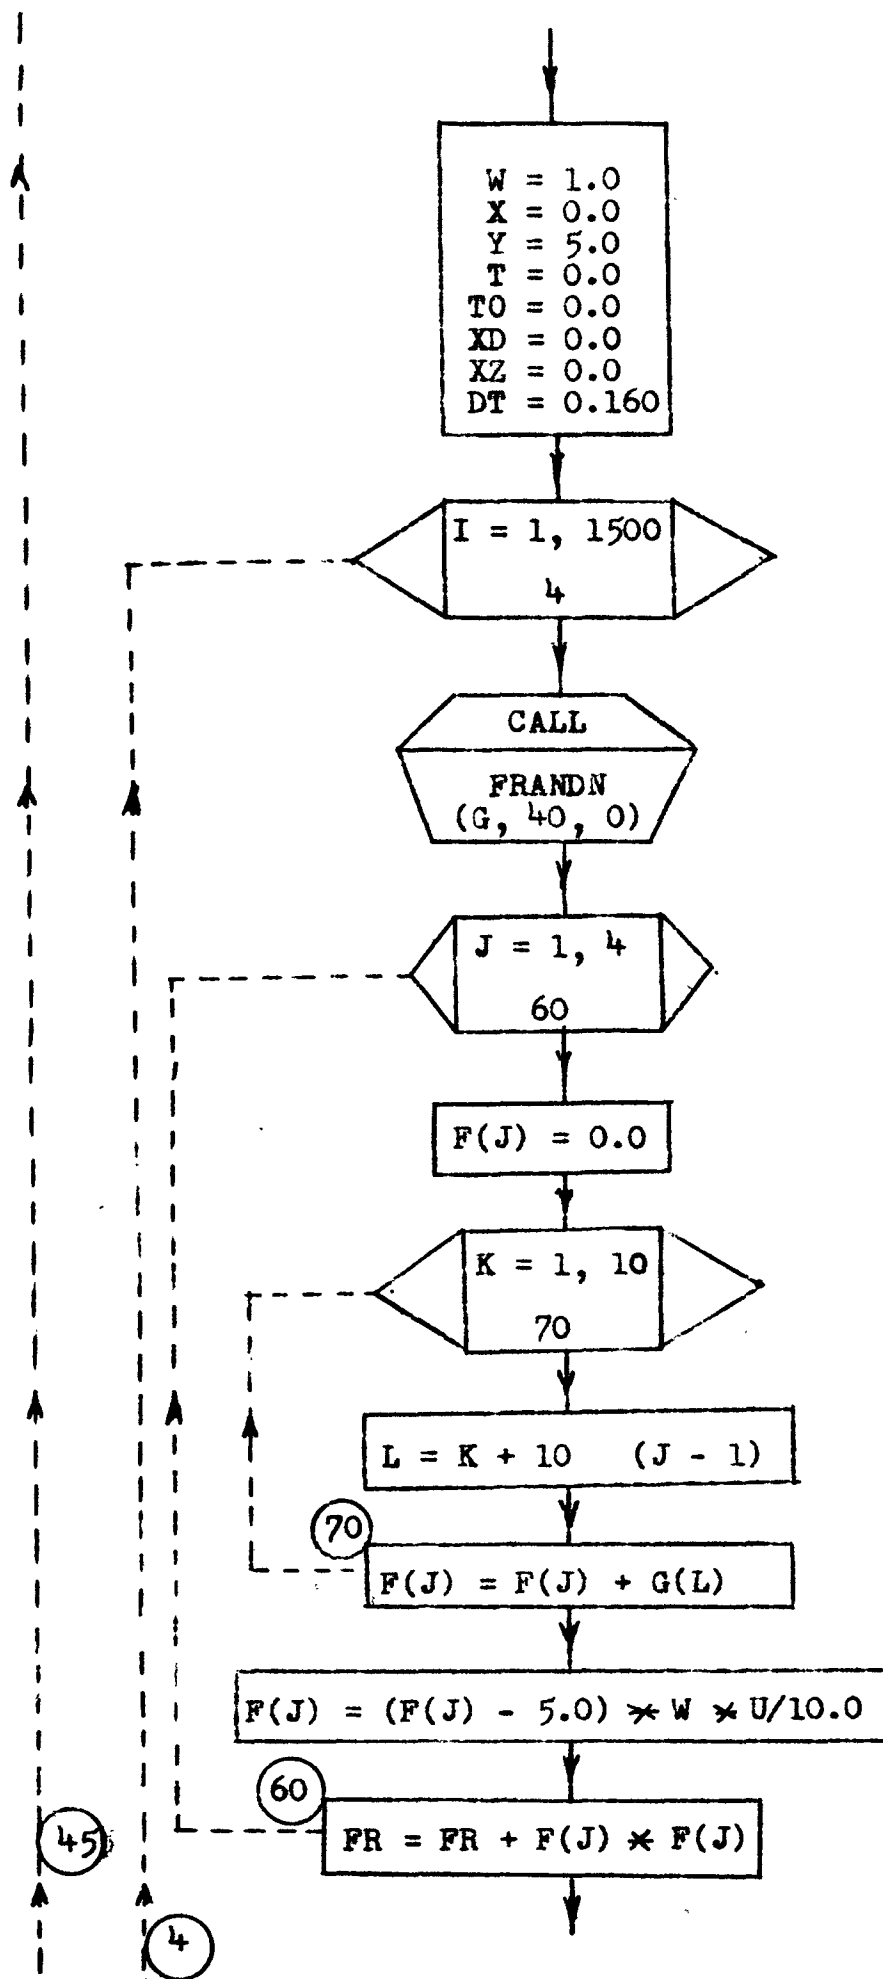 W = 1.0
X = 0.0
Y = 5.0
T = 0.0
TO = 0.0
XD = 0.0
XZ = 0.0
DT = 0.160
I = 1, 1500
4
CALL
FRANDN
(G, 40, 0)
J = 1, 4
60
F(J) = 0.0
K = 1, 10
70
L = K + 10 (J - 1)
70
F(J) = F(J) + G(L)
F(J) = (F(J) - 5.0) * W * U/10.0
60
FR = FR + F(J) * F(J)
45
4